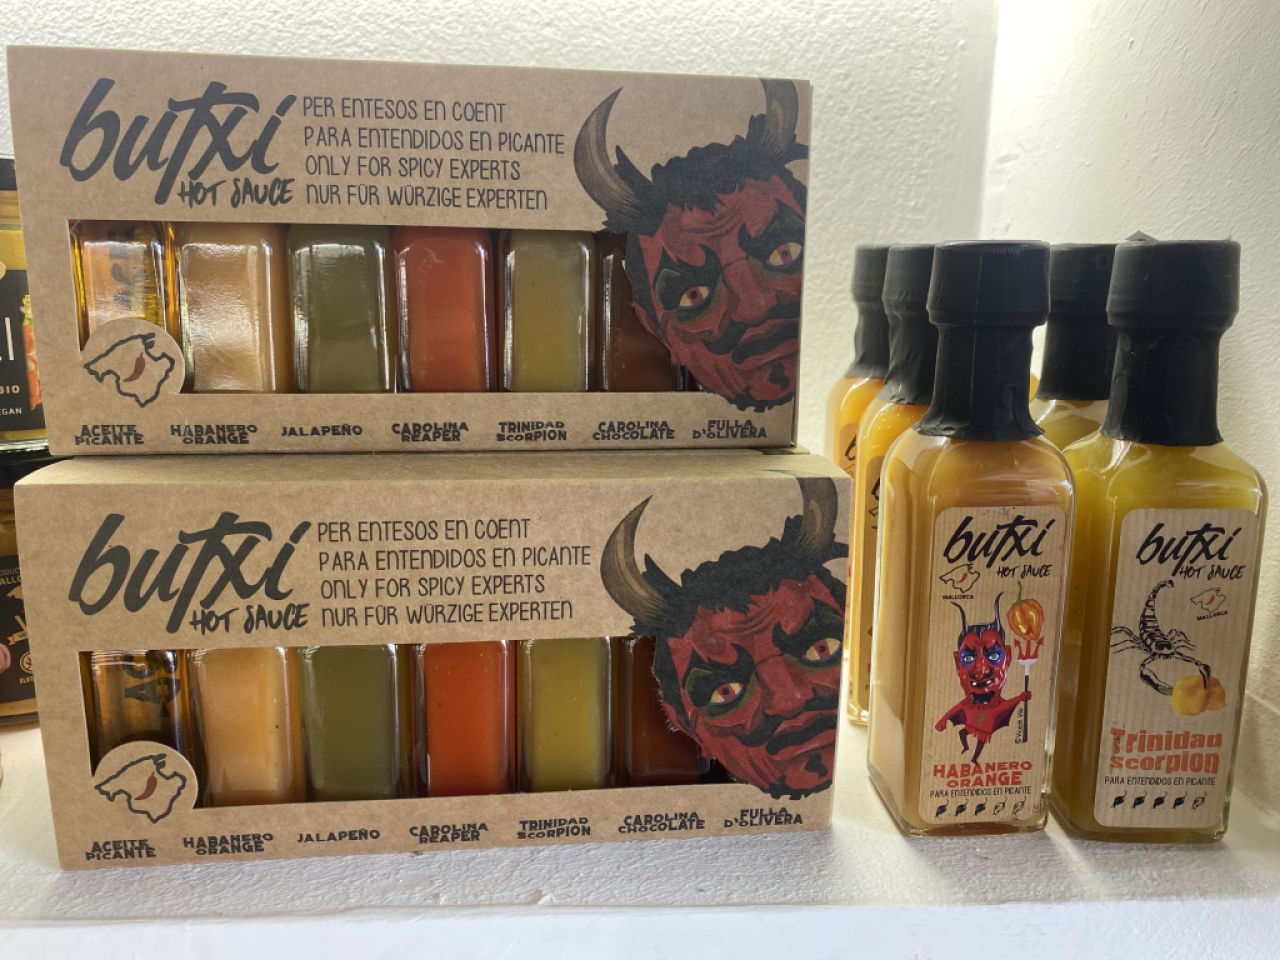 butxí
HOT SAUCE
PER ENTESOS EN COENT
PARA ENTENDIDOS EN PICANTE
ONLY FOR SPICY EXPERTS
NUR FÜR WÜRZIGE EXPERTEN
ACEITE
PICANTE
HABANERO
ORANGE
JALAPEÑO
CAROLINA
REAPER
TRINIDAD
SCORPION
CAROLINA
CHOCOLATE
FULLA
D'OLIVERA
butxí
HOT SAUCE
PER ENTESOS EN COENT
PARA ENTENDIDOS EN PICANTE
ONLY FOR SPICY EXPERTS
NUR FÜR WÜRZIGE EXPERTEN
ACEITE
PICANTE
HABANERO
ORANGE
JALAPEÑO
CAROLINA
REAPER
TRINIDAD
SCORPION
CAROLINA
CHOCOLATE
FULLA
D'OLIVERA
butxí
HOT SAUCE
MALLORCA
HABANERO
ORANGE
PARA ENTENDIDOS EN PICANTE
butxí
HOT SAUCE
MALLORCA
Trinidad
scorpion
PARA ENTENDIDOS EN PICANTE
BIO